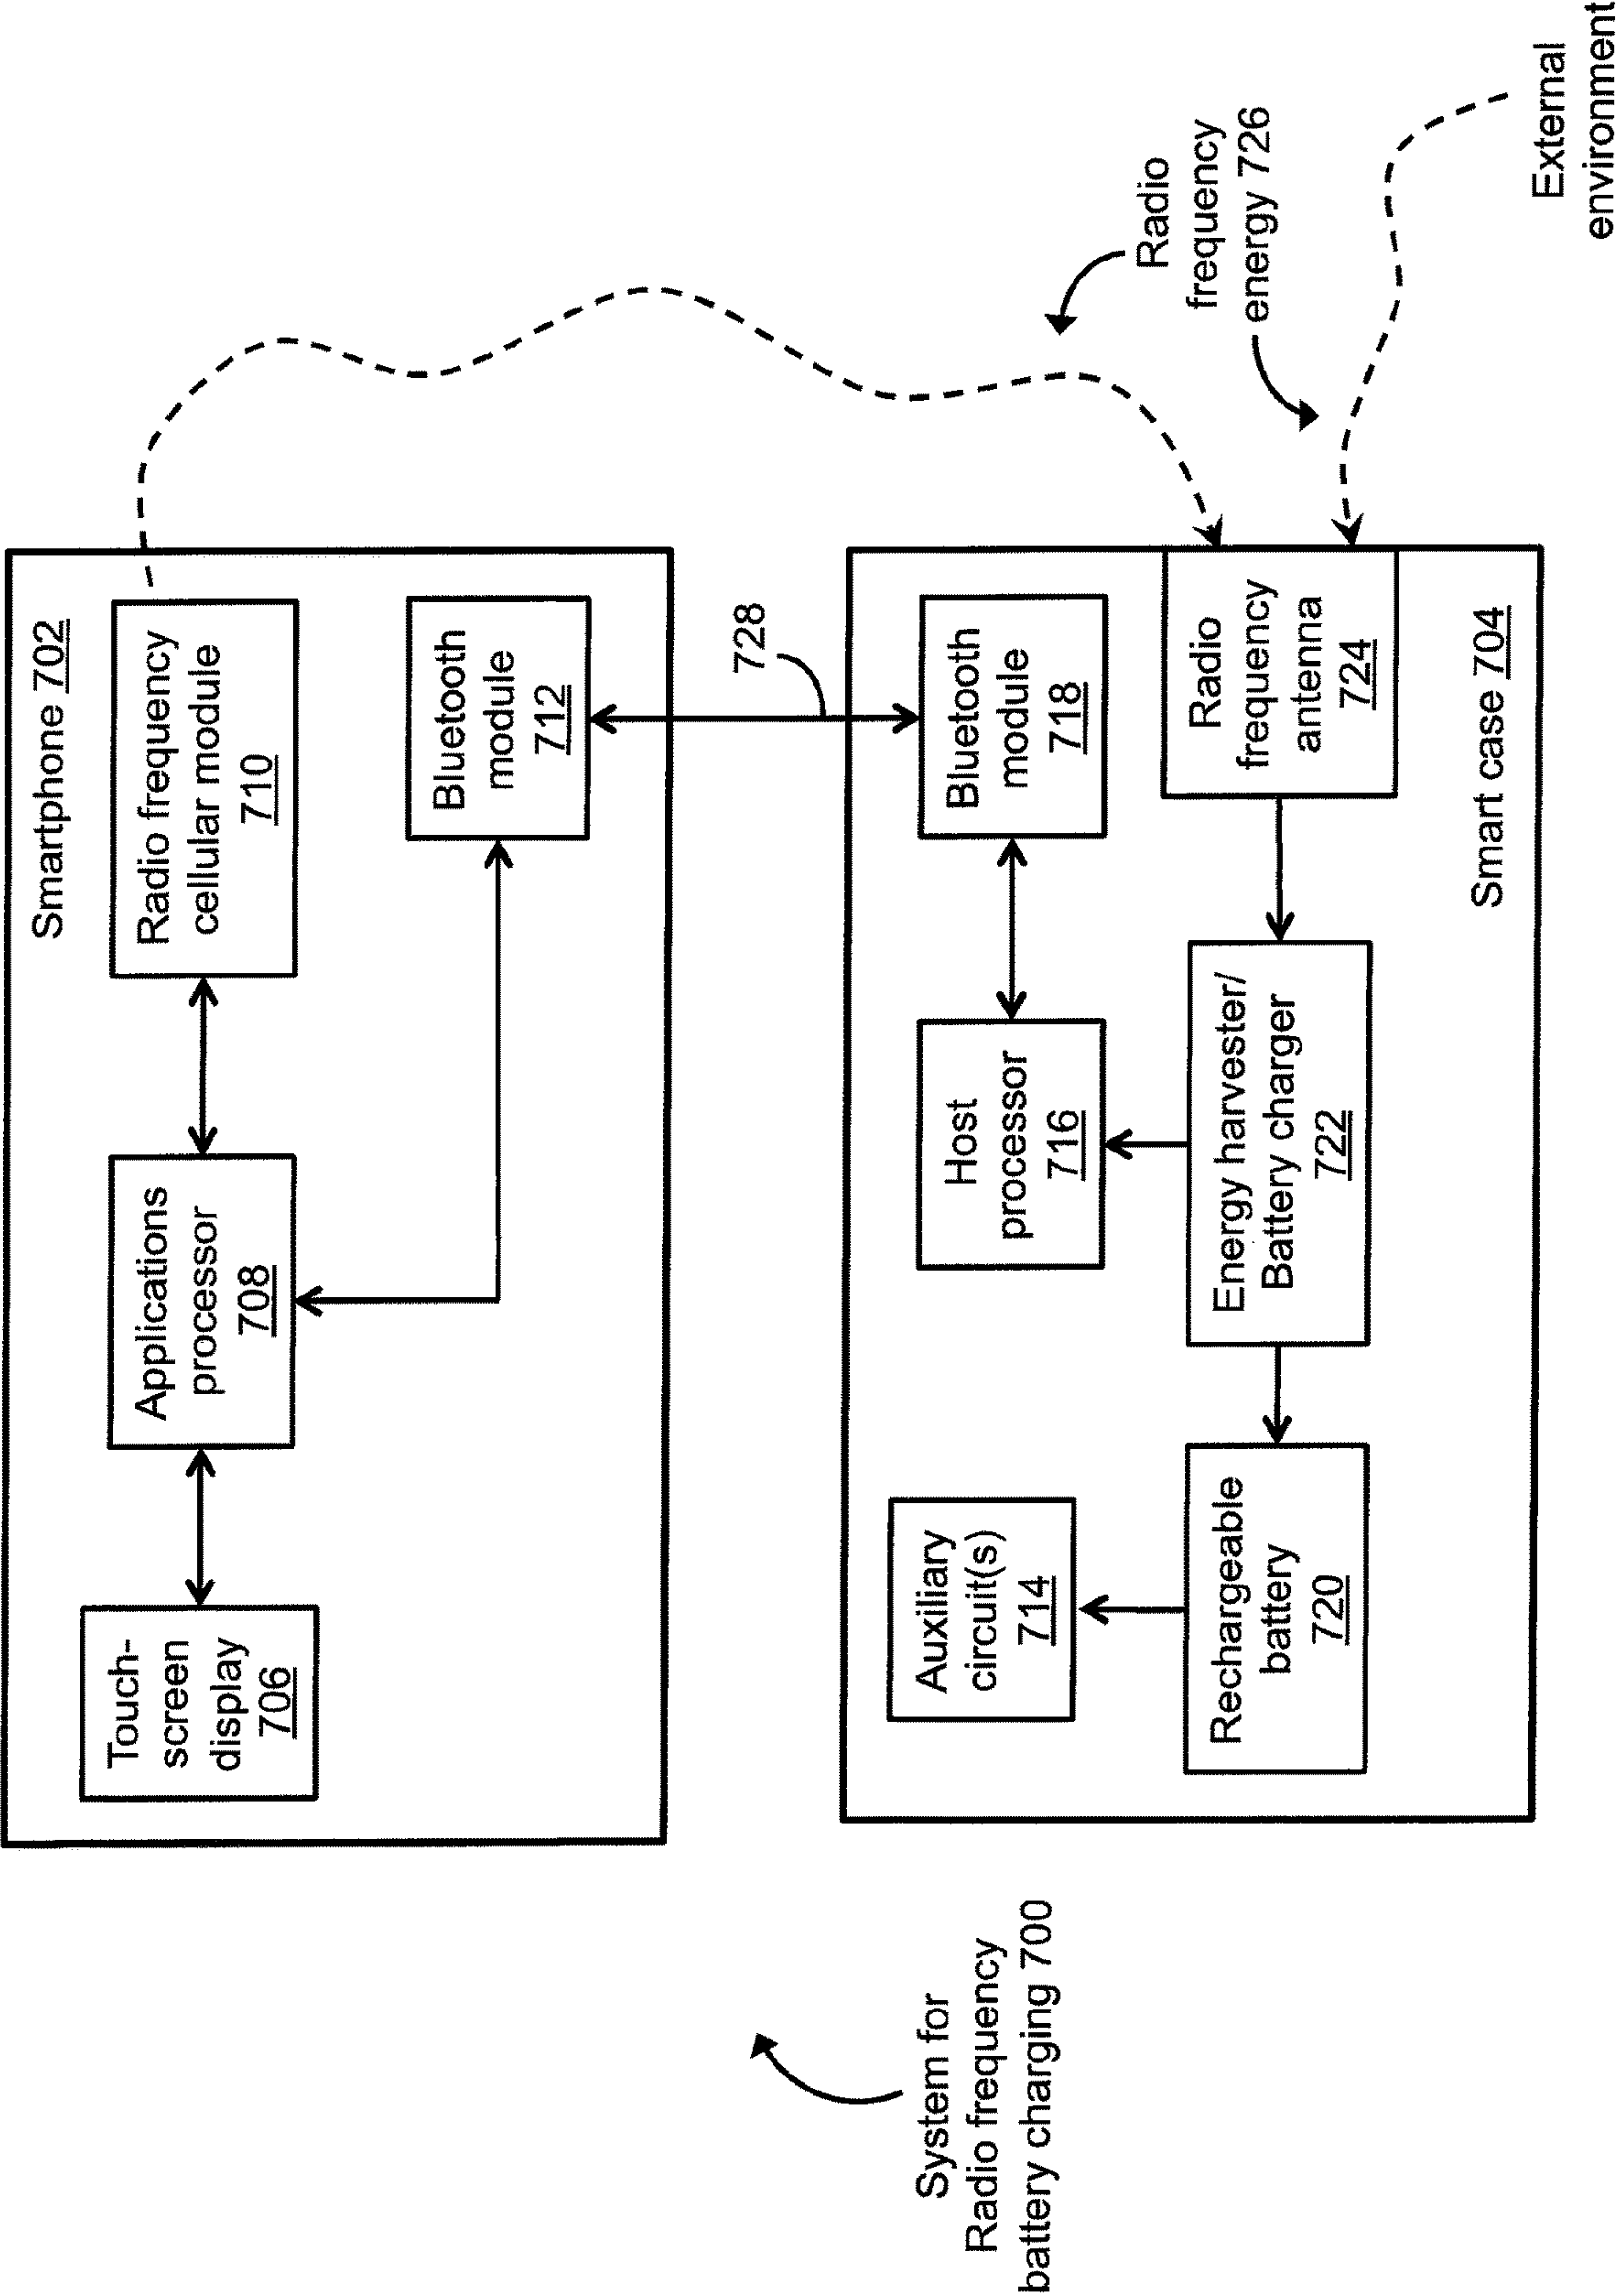 Smartphone 702
Touch-
screen
display
706
Applications
processor
708
Radio frequency
cellular module
710
Bluetooth
module
712
728
Auxiliary
circuit(s)
714
Host
processor
716
Bluetooth
module
718
Rechargeable
battery
720
Energy harvester/
Battery charger
722
Radio
frequency
antenna
724
Smart case 704
Radio
frequency
energy 726
External
environment
System for
Radio frequency
battery charging 700